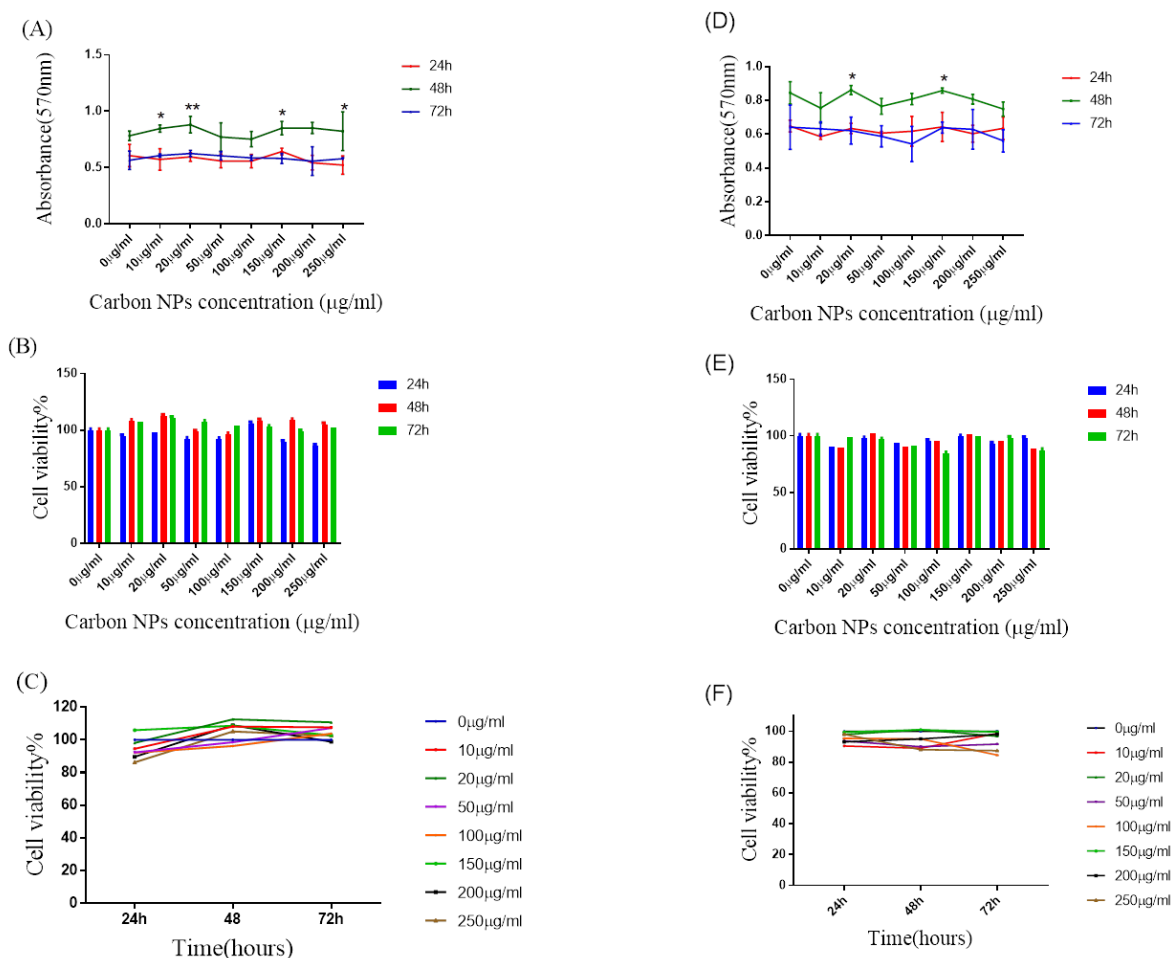 (A)
Absorbance(570nm)
1.5
1.0
0.5
0.0
* ** * *
24h
48h
72h
0μg/ml
10μg/ml
20μg/ml
50μg/ml
100μg/ml
150μg/ml
200μg/ml
250μg/ml
Carbon NPs concentration (μg/ml)
(D)
Absorbance(570nm)
1.0
0.8
0.6
0.4
0.2
0.0
* *
24h
48h
72h
0μg/ml
10μg/ml
20μg/ml
50μg/ml
100μg/ml
150μg/ml
200μg/ml
250μg/ml
Carbon NPs concentration (μg/ml)
(B)
Cell viability%
150
100
50
0
24h
48h
72h
0μg/ml
10μg/ml
20μg/ml
50μg/ml
100μg/ml
150μg/ml
200μg/ml
250μg/ml
Carbon NPs concentration (μg/ml)
(E)
Cell viability%
150
100
50
0
24h
48h
72h
0μg/ml
10μg/ml
20μg/ml
50μg/ml
100μg/ml
150μg/ml
200μg/ml
250μg/ml
Carbon NPs concentration (μg/ml)
(C)
Cell viability%
120
100
80
60
40
20
0
24h
48
72h
Time(hours)
0μg/ml
10μg/ml
20μg/ml
50μg/ml
100μg/ml
150μg/ml
200μg/ml
250μg/ml
(F)
Cell viability%
100
80
60
40
20
0
24h
48h
72h
Time(hours)
0μg/ml
10μg/ml
20μg/ml
50μg/ml
100μg/ml
150μg/ml
200μg/ml
250μg/ml